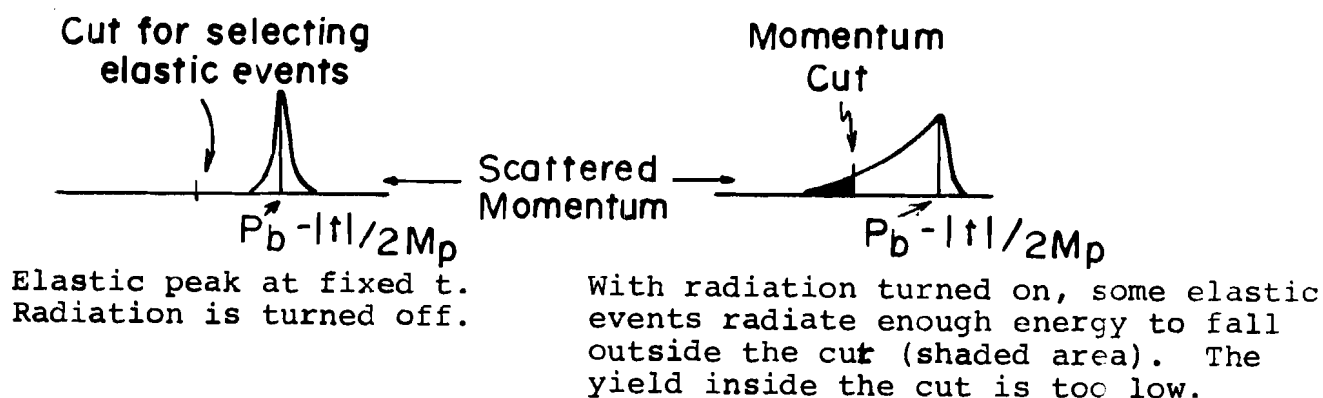 Cut for selecting
elastic events
Momentum
Cut
Scattered
Momentum
P_b -|t|/2M_p
P_b -|t|/2M_p
Elastic peak at fixed t.
Radiation is turned off.
With radiation turned on, some elastic
events radiate enough energy to fall
outside the cut (shaded area).  The
yield inside the cut is too low.